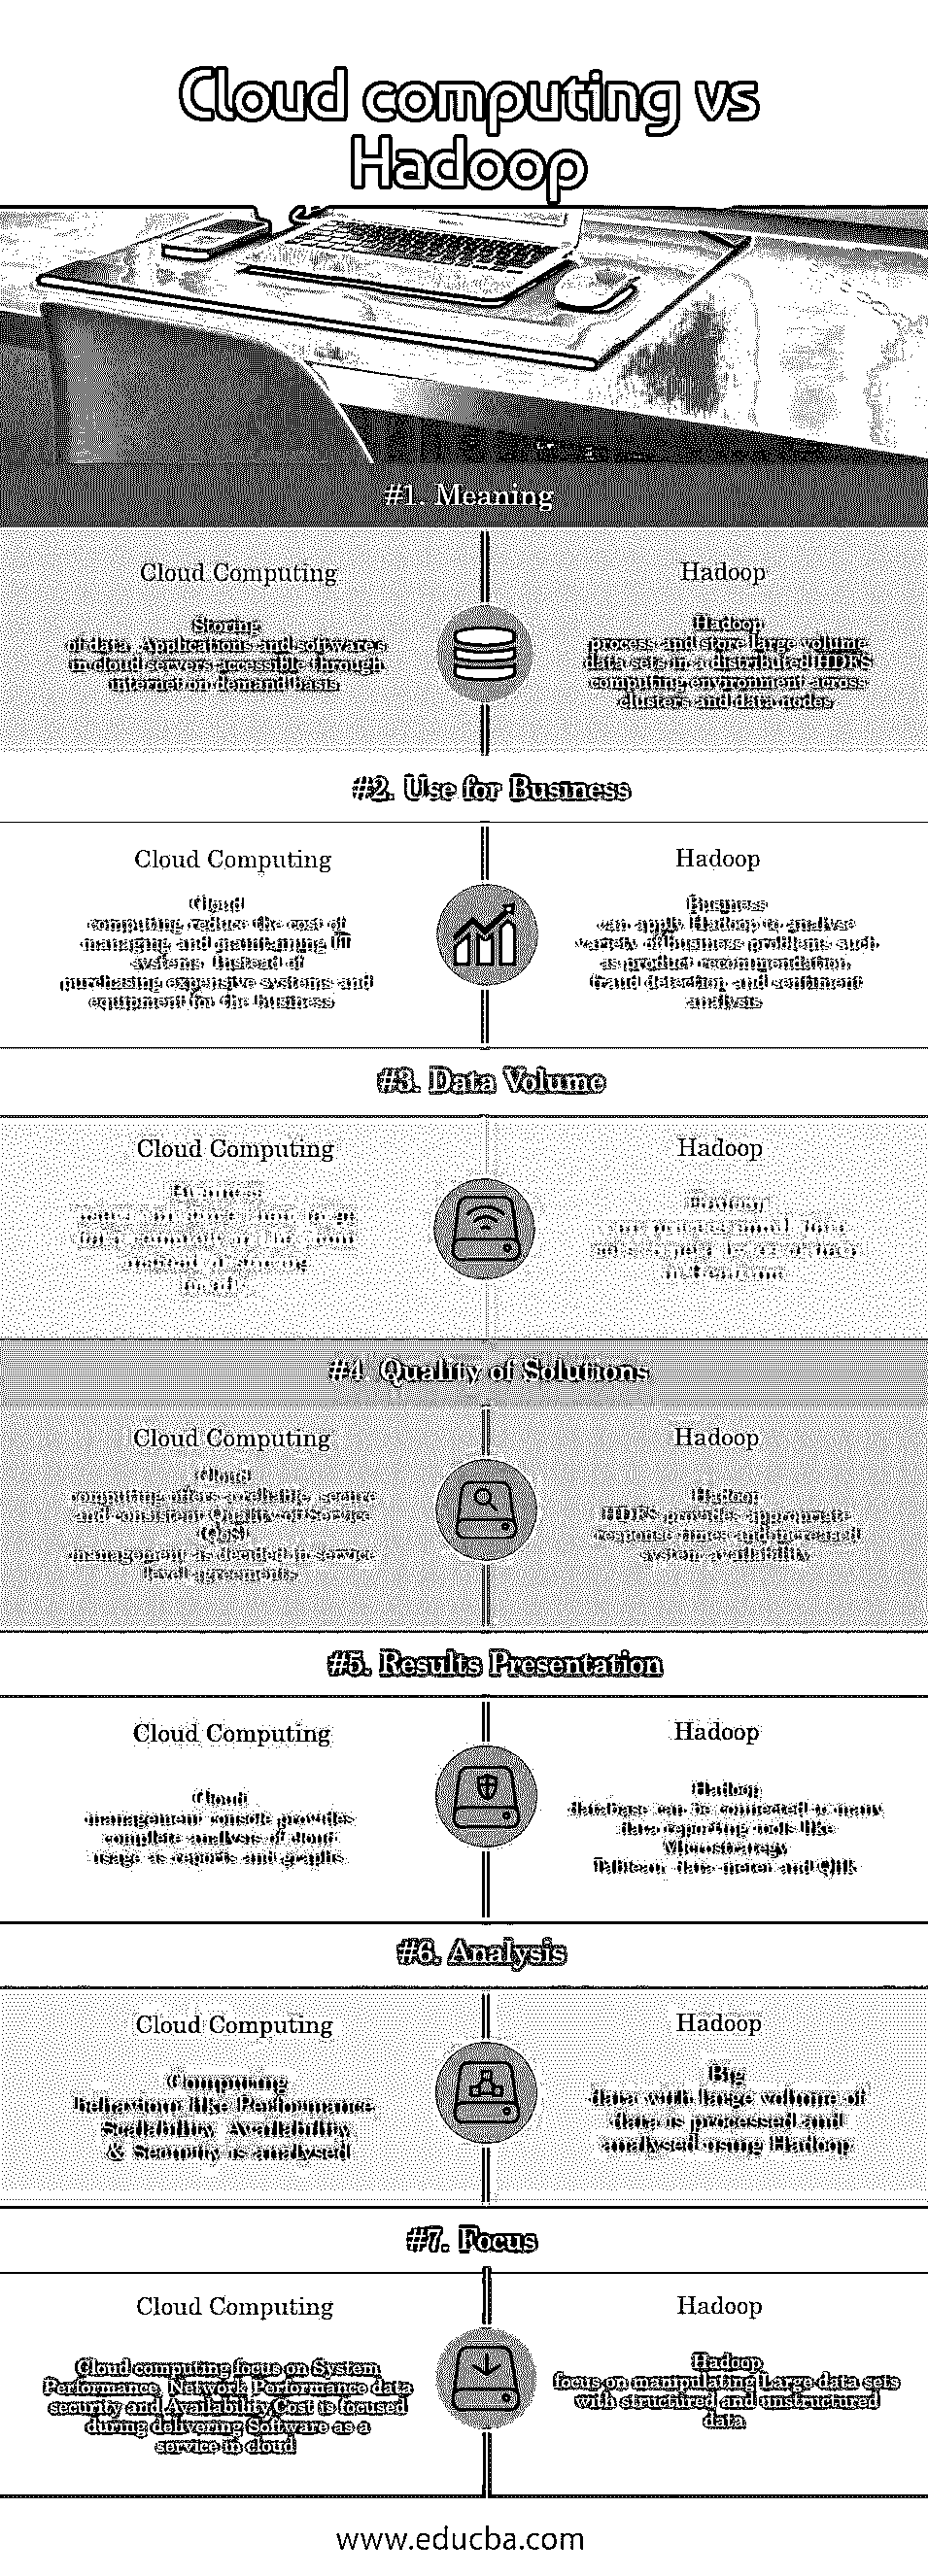 Cloud computing vs
Hadoop
#1. Meaning
Cloud Computing
Storing
of data, Applications and software s
in cloud servers accessible through
internet on demand basis
Hadoop
Hadoop
process and store large volume
data sets in a distributed HDFS
computing environment across
clusters and data nodes
#2. Use for Business
Cloud Computing
Cloud
computing reduce the cost of
managing and maintaining IT
systems. Instead of
purchasing expensive systems and
equipment for the business
Hadoop
Business
can apply Hadoop to analyse
variety of business problems such
as product recommendation,
fraud detection and sentiment
analysis
#3. Data Volume
Cloud Computing
Business
Hadoop
Hadoop
#4. Quality of Solutions
Cloud Computing
Cloud
computing offers a reliable, secure
and consistent Quality of Service
(QoS)
management as decided in service
level agreements
Hadoop
Hadoop
HDFS provides appropriate
response times and increased
system availability
#5. Results Presentation
Cloud Computing
Cloud
management console provides
complete analysis of cloud
usage as reports and graphs
Hadoop
Hadoop
database can be connected to many
data reporting tools like
Microstrategy
Tableau, data meter and Qlik
#6. Analysis
Cloud Computing
Computing
behaviour like Performance,
Scalability, Availability
& Security is analysed
Hadoop
Big
data with large volume of
data is processed and
analysed using Hadoop
#7. Focus
Cloud Computing
Cloud computing focus on System
Performance, Network Performance data
security and Availability.Cost is focused
during delivering Software as a
service in cloud
Hadoop
Hadoop
focus on manipulating Large data sets
with structured and unstructured
data
www.educba.com